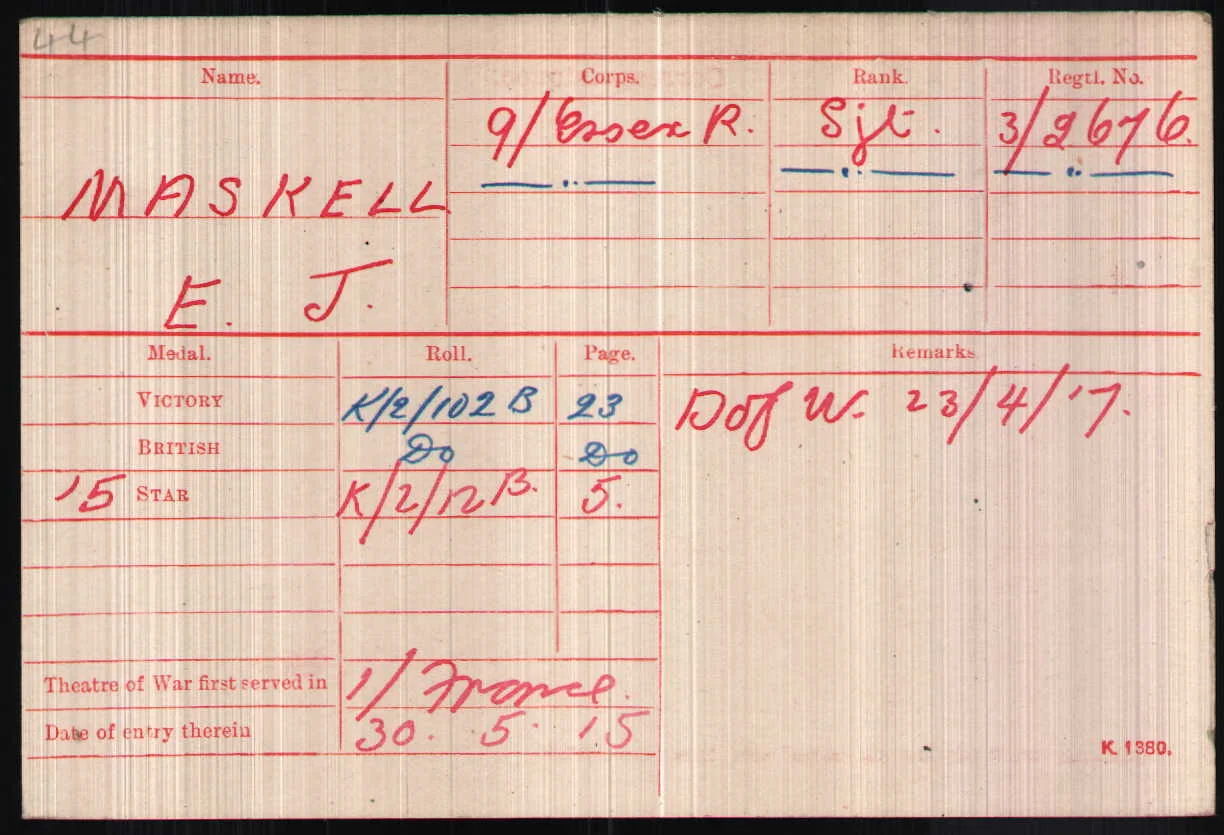 44
Name. Corps. Rank. Regtl. No.
9/Essex R. Sjt. 3/2676.
MASKELL — ,, — — ,, — — ,, —
E. J.
Medal. Roll. Page. Remarks
VICTORY K/2/102 B 23 D of W. 23/4/'17.
BRITISH Do Do
'15 STAR K/2/12 B. 5.
Theatre of War first served in 1/ France.
Date of entry therein 30. 5. 15
K. 1380.